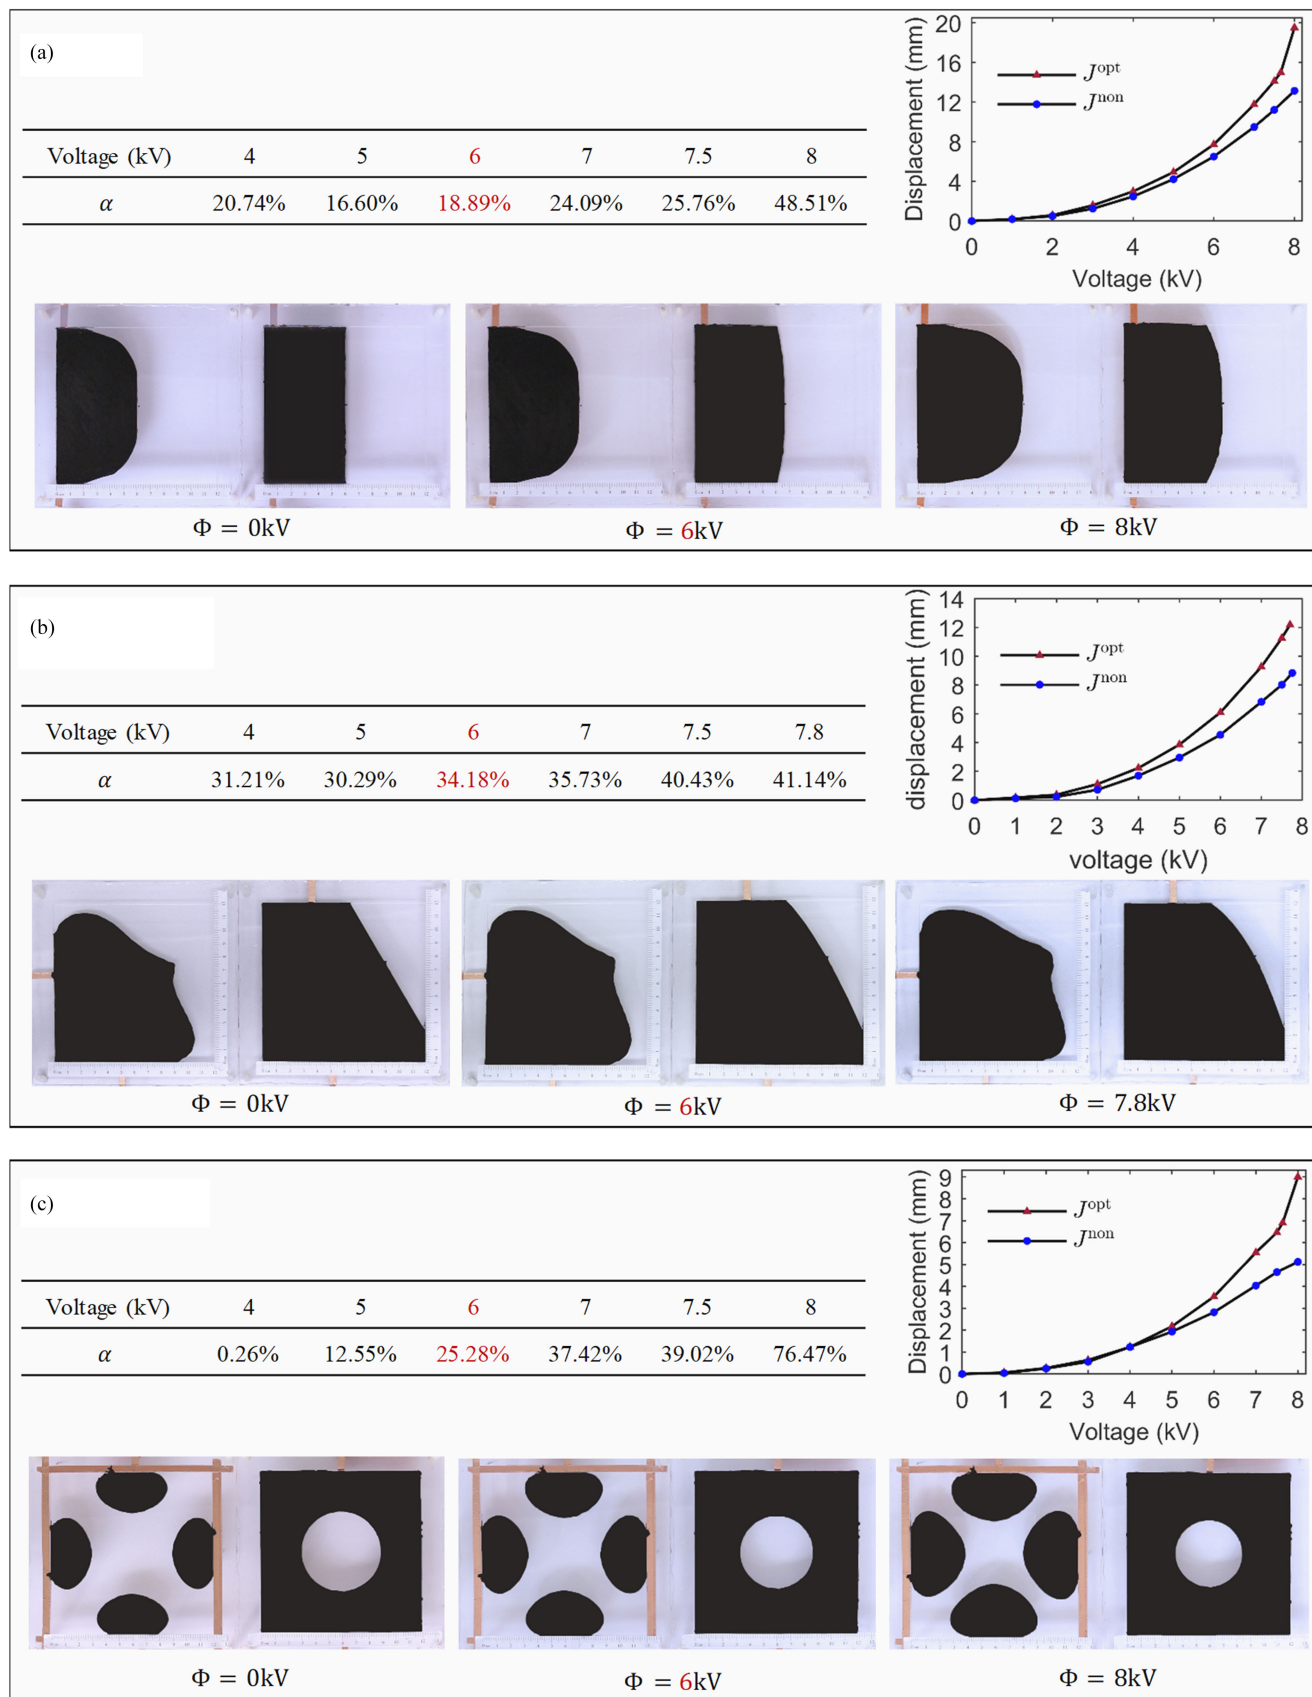 (a)
Voltage (kV) 4 5 6 7 7.5 8
α 20.74% 16.60% 18.89% 24.09% 25.76% 48.51%
Displacement (mm)
20
16
12
8
4
0
J^opt
J^non
0 2 4 6 8
Voltage (kV)
Φ = 0kV
Φ = 6kV
Φ = 8kV
(b)
Voltage (kV) 4 5 6 7 7.5 7.8
α 31.21% 30.29% 34.18% 35.73% 40.43% 41.14%
displacement (mm)
14
12
10
8
6
4
2
0
J^opt
J^non
0 1 2 3 4 5 6 7 8
voltage (kV)
Φ = 0kV
Φ = 6kV
Φ = 7.8kV
(c)
Voltage (kV) 4 5 6 7 7.5 8
α 0.26% 12.55% 25.28% 37.42% 39.02% 76.47%
Displacement (mm)
9
8
7
6
5
4
3
2
1
0
J^opt
J^non
0 1 2 3 4 5 6 7 8
Voltage (kV)
Φ = 0kV
Φ = 6kV
Φ = 8kV